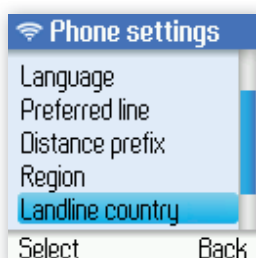 Phone settings
Language
Preferred line
Distance prefix
Region
Landline country
Select Back